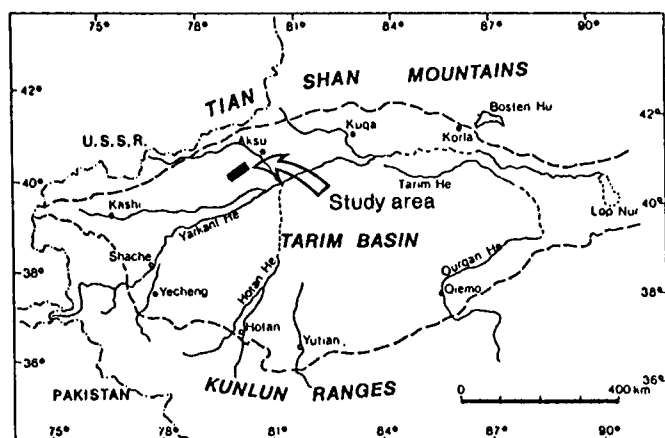 75° 78° 81° 84° 87° 90°
42°
42°
TIAN SHAN MOUNTAINS
Bosten Hu
U.S.S.R.
Kuqa
Korla
Aksu
40°
40°
Kashi
Study area
Tarim He
Lop Nur
Yarkant He
TARIM BASIN
Shache
38°
Hotan He
Qurqan He
Yecheng
Qiemo
38°
Hotan
Yutian
36°
36°
PAKISTAN
KUNLUN RANGES
0 400 km
75° 78° 81° 84° 87° 90°